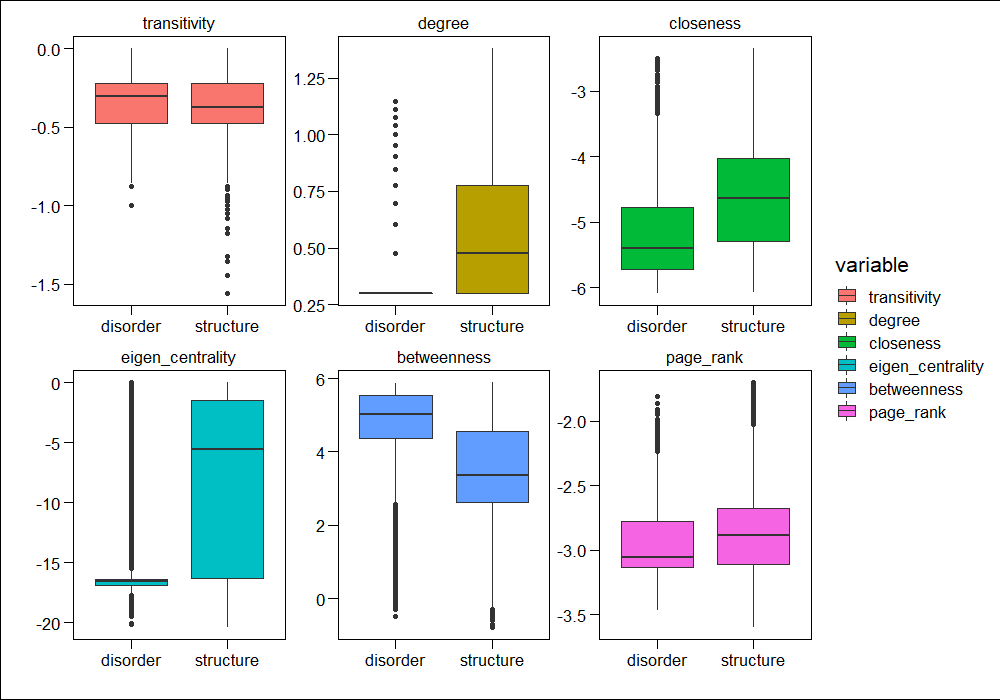 transitivity
0.0
-0.5
-1.0
-1.5
disorder structure
degree
1.25
1.00
0.75
0.50
0.25
disorder structure
closeness
-3
-4
-5
-6
disorder structure
eigen_centrality
0
-5
-10
-15
-20
disorder structure
betweenness
6
4
2
0
disorder structure
page_rank
-2.0
-2.5
-3.0
-3.5
disorder structure
variable
transitivity
degree
closeness
eigen_centrality
betweenness
page_rank